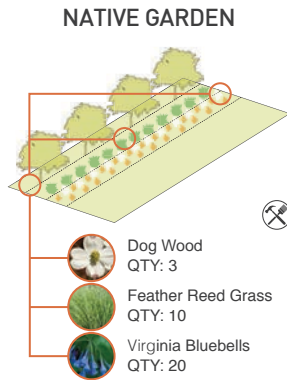 NATIVE GARDEN
Dog Wood
QTY: 3
Feather Reed Grass
QTY: 10
Virginia Bluebells
QTY: 20